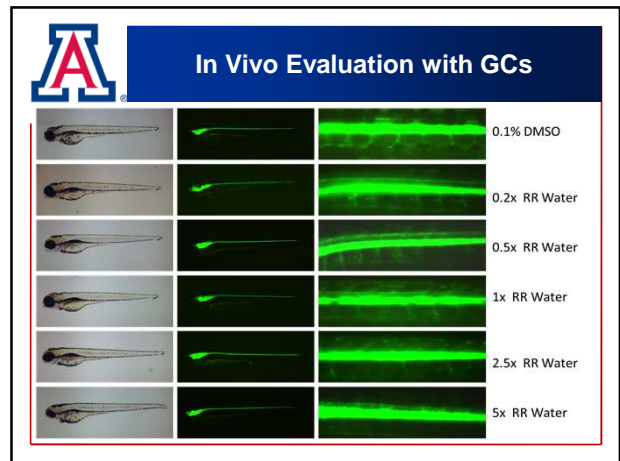 A
®
In Vivo Evaluation with GCs
0.1% DMSO
0.2x RR Water
0.5x RR Water
1x RR Water
2.5x RR Water
5x RR Water